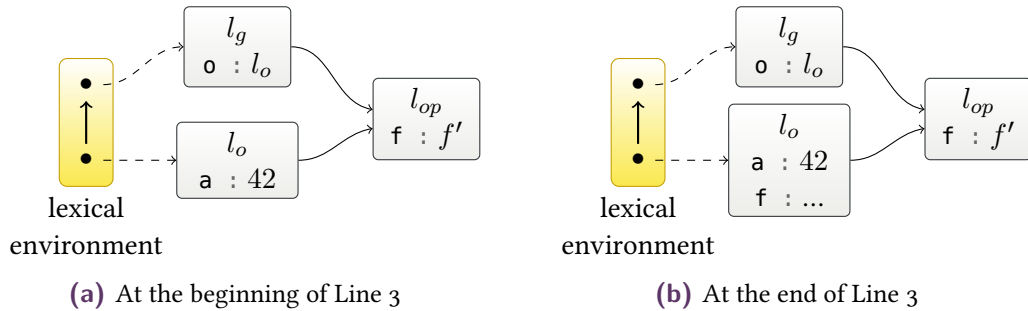 l_g
o : l_o
l_op
f : f′
l_o
a : 42
lexical
environment
(a) At the beginning of Line 3
l_g
o : l_o
l_op
f : f′
l_o
a : 42
f : ...
lexical
environment
(b) At the end of Line 3